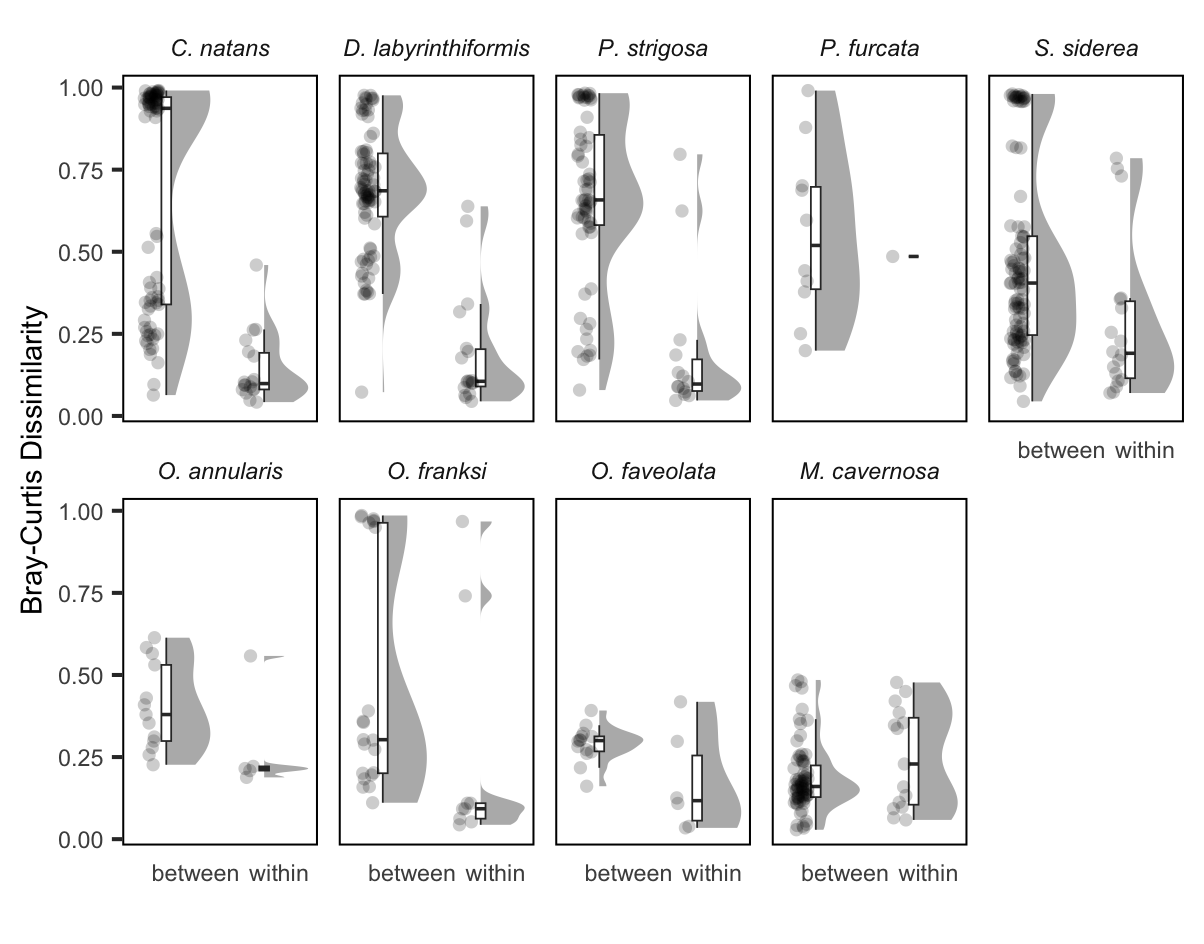 C. natans
D. labyrinthiformis
P. strigosa
P. furcata
S. siderea
1.00
0.75
0.50
0.25
0.00
between within
Bray-Curtis Dissimilarity
O. annularis
O. franksi
O. faveolata
M. cavernosa
1.00
0.75
0.50
0.25
0.00
between within
between within
between within
between within